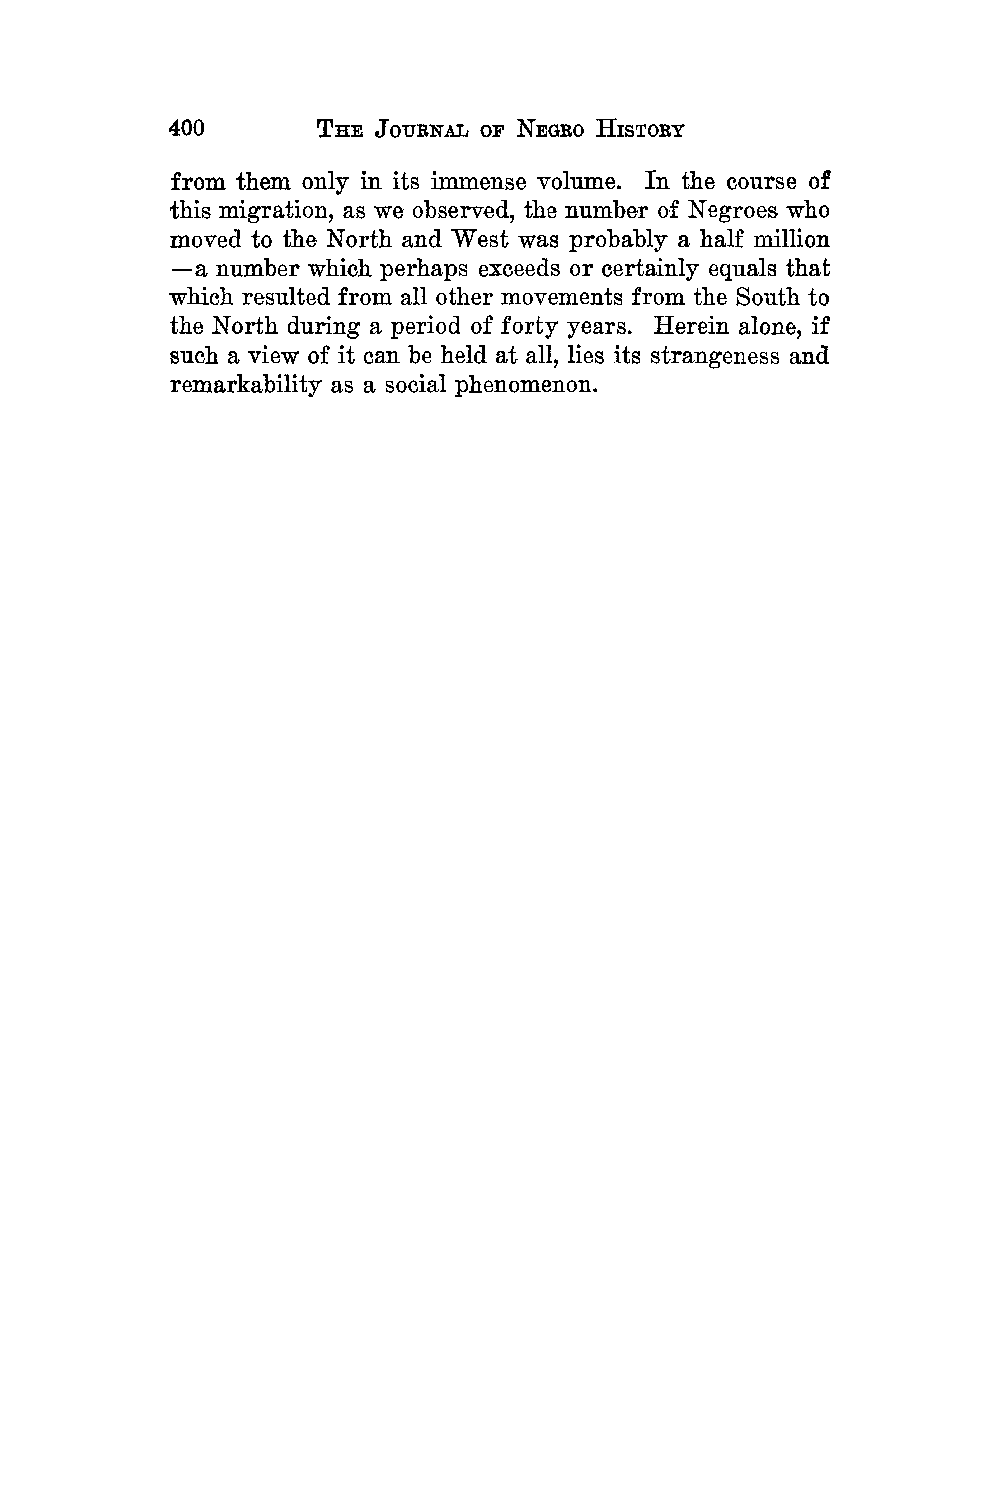 400 THE JOURNAL OF NEGRO HISTORY
from them only in its immense volume. In the course of
this migration, as we observed, the number of Negroes who
moved to the North and West was probably a half million
—a number which perhaps exceeds or certainly equals that
which resulted from all other movements from the South to
the North during a period of forty years. Herein alone, if
such a view of it can be held at all, lies its strangeness and
remarkability as a social phenomenon.